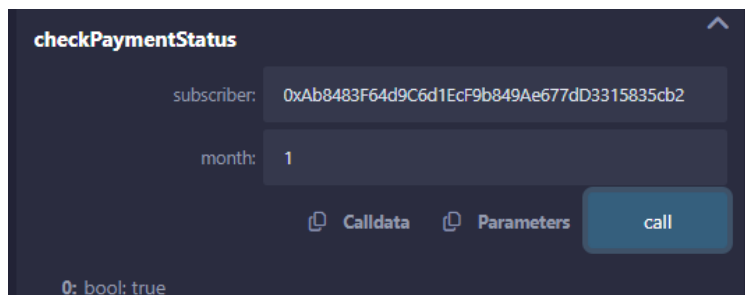 checkPaymentStatus
subscriber: 0xAb8483F64d9C6d1EcF9b849Ae677dD3315835cb2
month: 1
Calldata Parameters call
0: bool: true